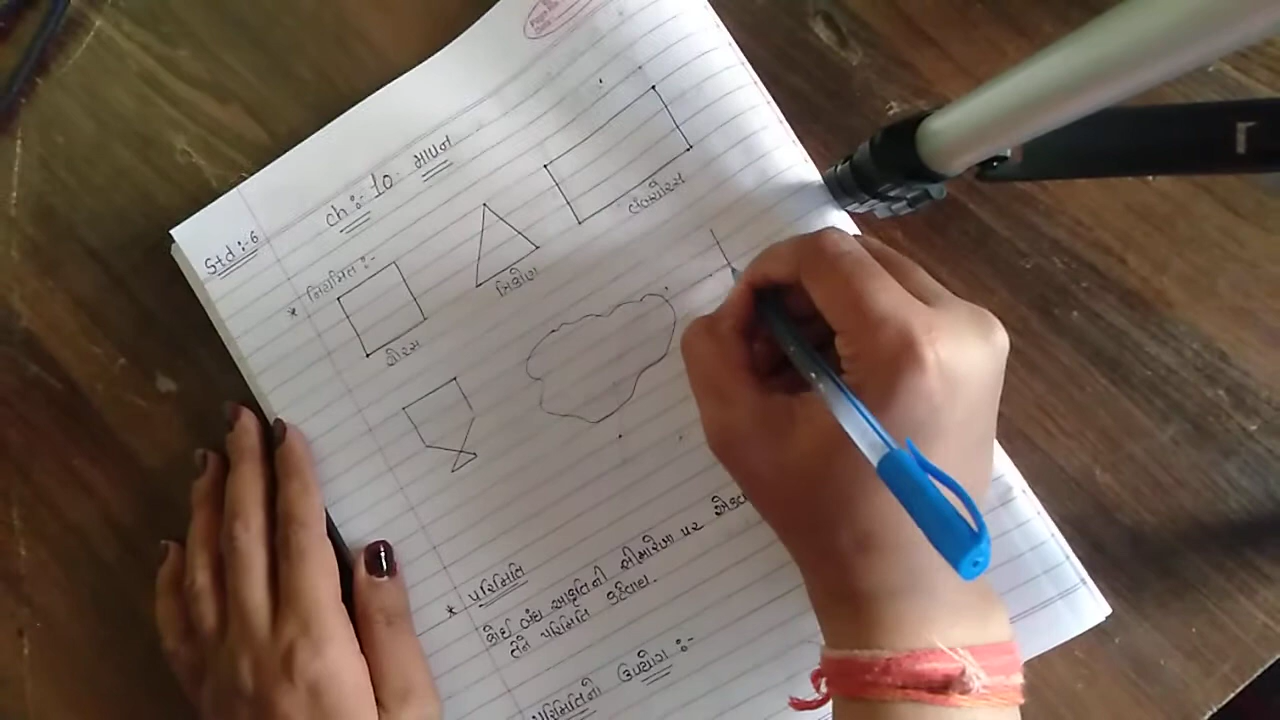 ch :- 10. માપન
Std :- 6
* નિયમિત :-
ચોરસ
ત્રિકોણ
લંબચોરસ
* પરિમિતિ
કોઈ બંધ આકૃતિની સીમારેખા પર
તેને પરિમિતિ કહેવાય.
પરિમિતિનો ઉપયોગ :-